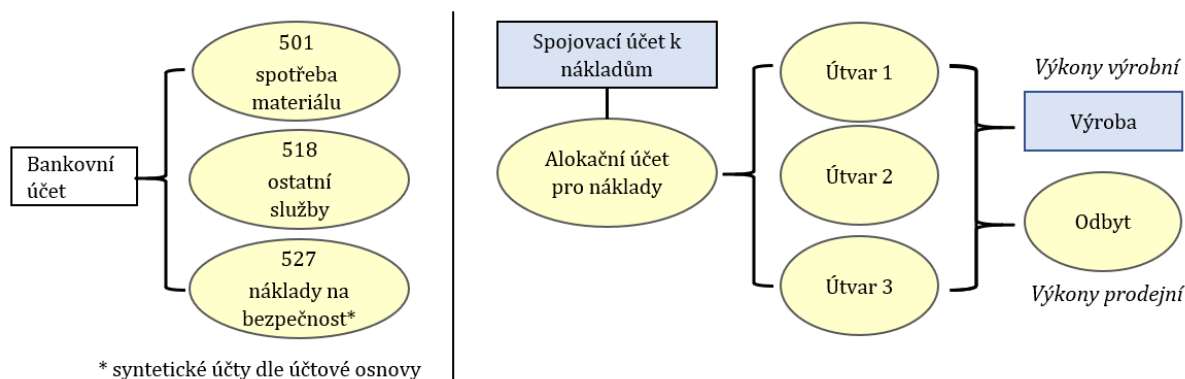 Bankovní
účet
501
spotřeba
materiálu
518
ostatní
služby
527
náklady na
bezpečnost*
* syntetické účty dle účtové osnovy
Spojovací účet k
nákladům
Alokační účet
pro náklady
Útvar 1
Útvar 2
Útvar 3
Výkony výrobní
Výroba
Odbyt
Výkony prodejní